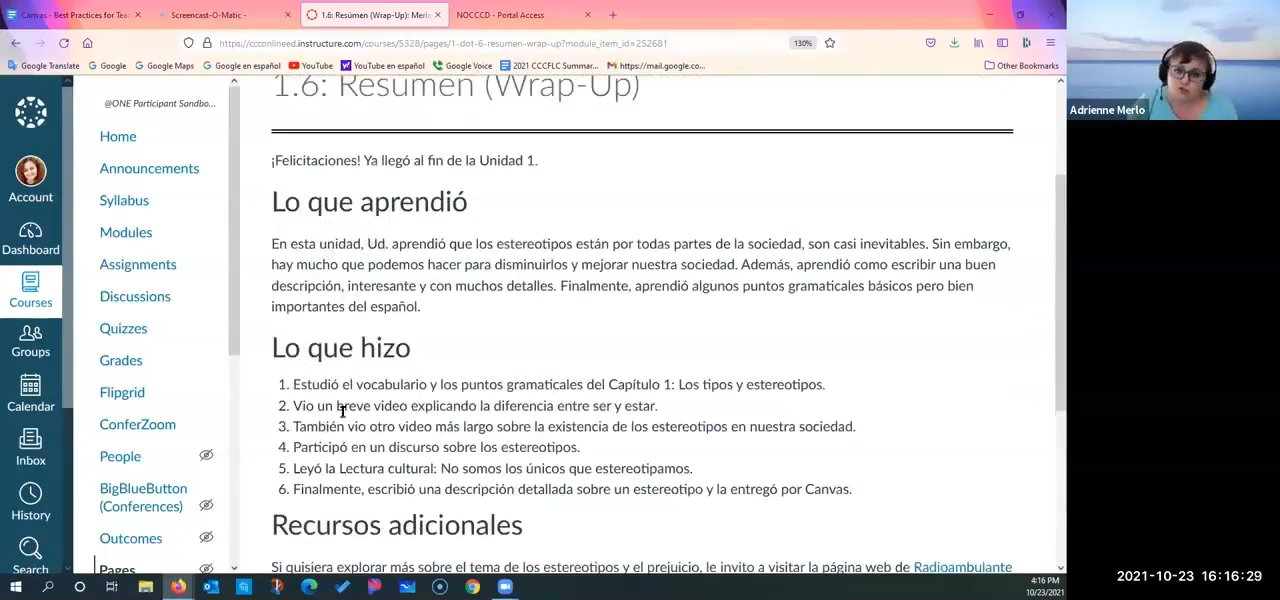 Canvas - Best Practices for Tea
Screencast-O-Matic -
1.6: Resúmen (Wrap-Up): Merlo
NOCCCD - Portal Access
https://cccconlineed.instructure.com/courses/5328/pages/1-dot-6-resumen-wrap-up?module_item_id=252681
130%
Google Translate
Google
Google Maps
Google en español
YouTube
YouTube en español
Google Voice
2021 CCCFLC Summar...
https://mail.google.co...
Other Bookmarks
Account
Dashboard
Courses
Groups
Calendar
Inbox
History
Search
@ONE Participant Sandbo...
Home
Announcements
Syllabus
Modules
Assignments
Discussions
Quizzes
Grades
Flipgrid
ConferZoom
People
BigBlueButton
(Conferences)
Outcomes
Pages
1.6: Resumen (Wrap-Up)
¡Felicitaciones! Ya llegó al fin de la Unidad 1.
Lo que aprendió
En esta unidad, Ud. aprendió que los estereotipos están por todas partes de la sociedad, son casi inevitables. Sin embargo,
hay mucho que podemos hacer para disminuirlos y mejorar nuestra sociedad. Además, aprendió como escribir una buen
descripción, interesante y con muchos detalles. Finalmente, aprendió algunos puntos gramaticales básicos pero bien
importantes del español.
Lo que hizo
1. Estudió el vocabulario y los puntos gramaticales del Capítulo 1: Los tipos y estereotipos.
2. Vio un breve video explicando la diferencia entre ser y estar.
3. También vio otro video más largo sobre la existencia de los estereotipos en nuestra sociedad.
4. Participó en un discurso sobre los estereotipos.
5. Leyó la Lectura cultural: No somos los únicos que estereotipamos.
6. Finalmente, escribió una descripción detallada sobre un estereotipo y la entregó por Canvas.
Recursos adicionales
Si quisiera explorar más sobre el tema de los estereotipos y el prejuicio, le invito a visitar la página web de Radioambulante
Adrienne Merlo
4:16 PM
10/23/2021
2021-10-23 16:16:29